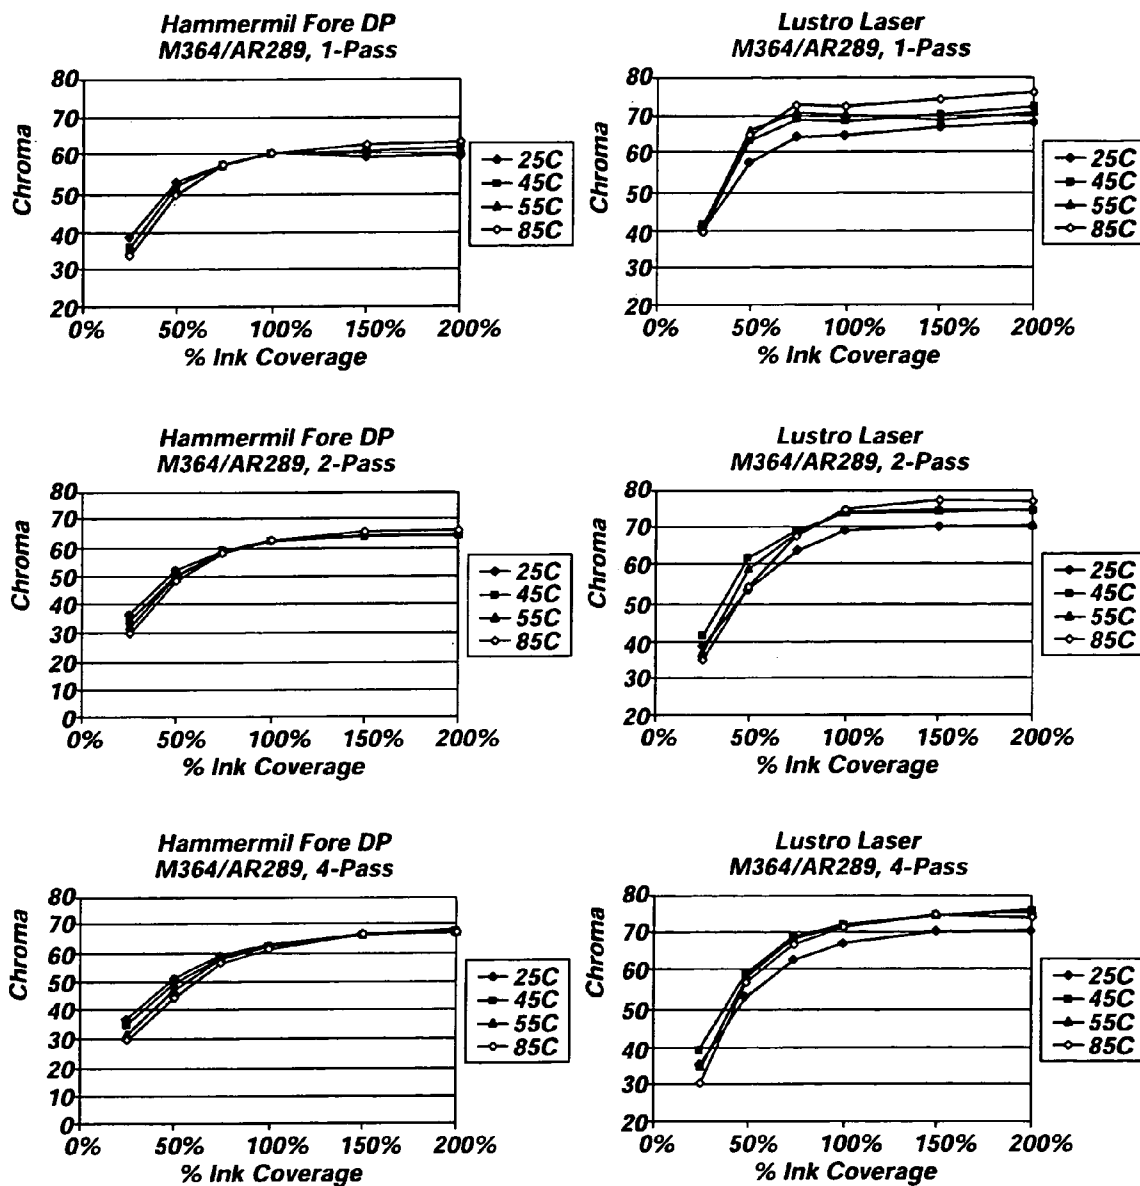 Hammermil Fore DP
M364/AR289, 1-Pass
80
70
60
50
40
30
20
Chroma
0% 50% 100% 150% 200%
% Ink Coverage
25C
45C
55C
85C
Lustro Laser
M364/AR289, 1-Pass
80
70
60
50
40
30
20
Chroma
0% 50% 100% 150% 200%
% Ink Coverage
25C
45C
55C
85C
Hammermil Fore DP
M364/AR289, 2-Pass
80
70
60
50
40
30
20
10
0
Chroma
0% 50% 100% 150% 200%
% Ink Coverage
25C
45C
55C
85C
Lustro Laser
M364/AR289, 2-Pass
80
70
60
50
40
30
20
Chroma
0% 50% 100% 150% 200%
% Ink Coverage
25C
45C
55C
85C
Hammermil Fore DP
M364/AR289, 4-Pass
80
70
60
50
40
30
20
10
0
Chroma
0% 50% 100% 150% 200%
% Ink Coverage
25C
45C
55C
85C
Lustro Laser
M364/AR289, 4-Pass
80
70
60
50
40
30
20
Chroma
0% 50% 100% 150% 200%
% Ink Coverage
25C
45C
55C
85C